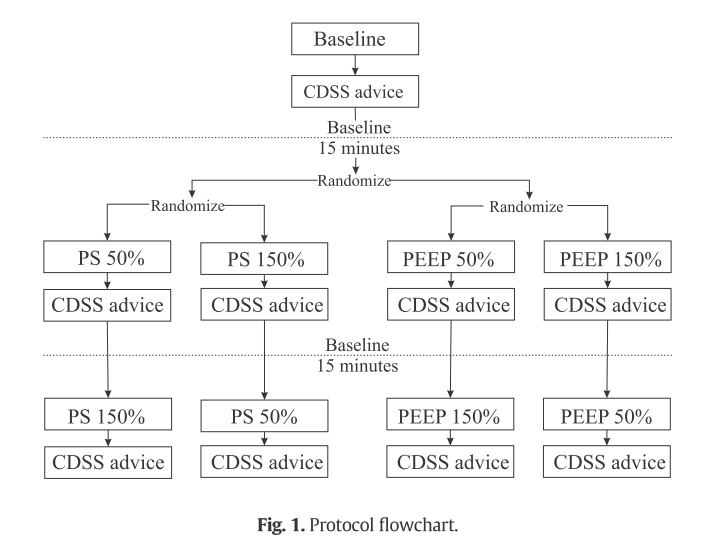 Baseline
CDSS advice
Baseline
15 minutes
Randomize
Randomize Randomize
PS 50% PS 150% PEEP 50% PEEP 150%
CDSS advice CDSS advice CDSS advice CDSS advice
Baseline
15 minutes
PS 150% PS 50% PEEP 150% PEEP 50%
CDSS advice CDSS advice CDSS advice CDSS advice
Fig. 1. Protocol flowchart.